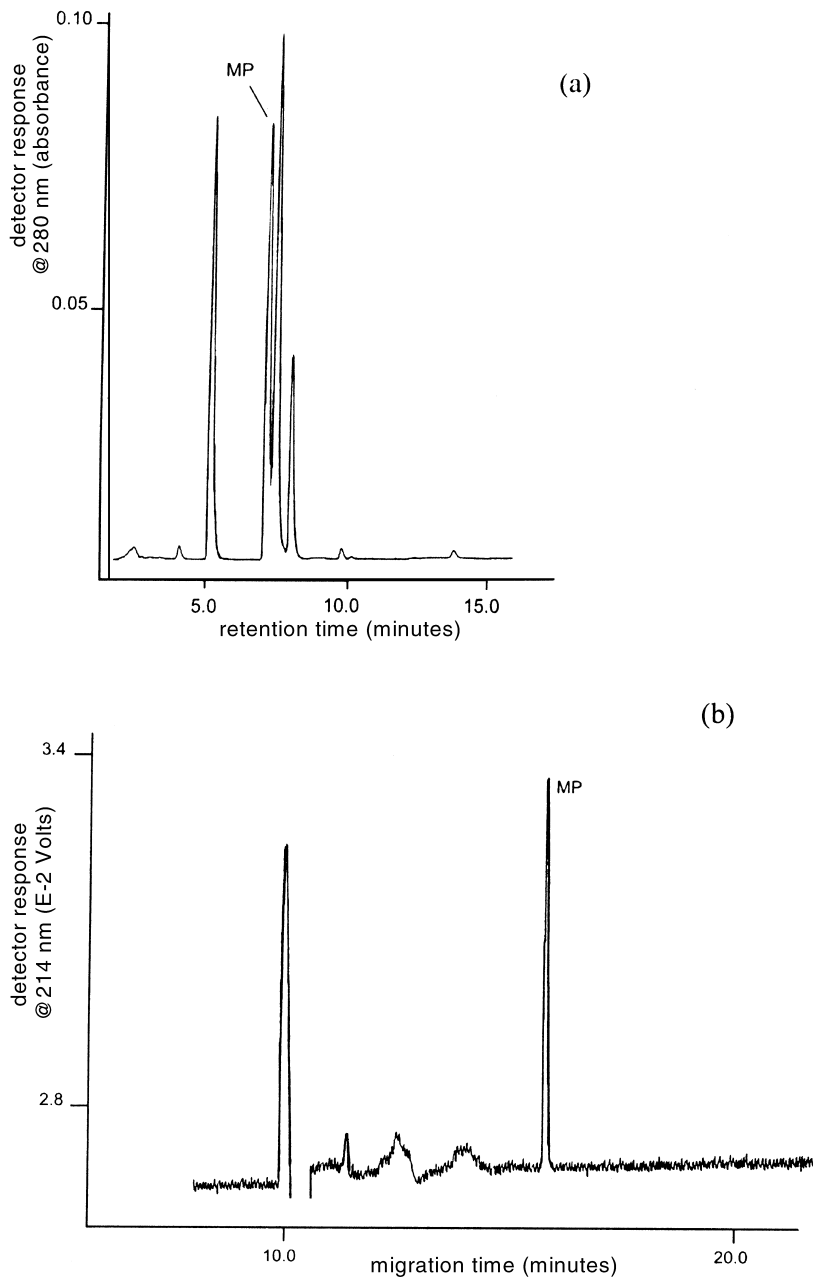 (a)
MP
0.10
0.05
detector response
@280 nm (absorbance)
5.0 10.0 15.0
retention time (minutes)
(b)
MP
3.4
2.8
detector response
@214 nm (E-2 Volts)
10.0 20.0
migration time (minutes)